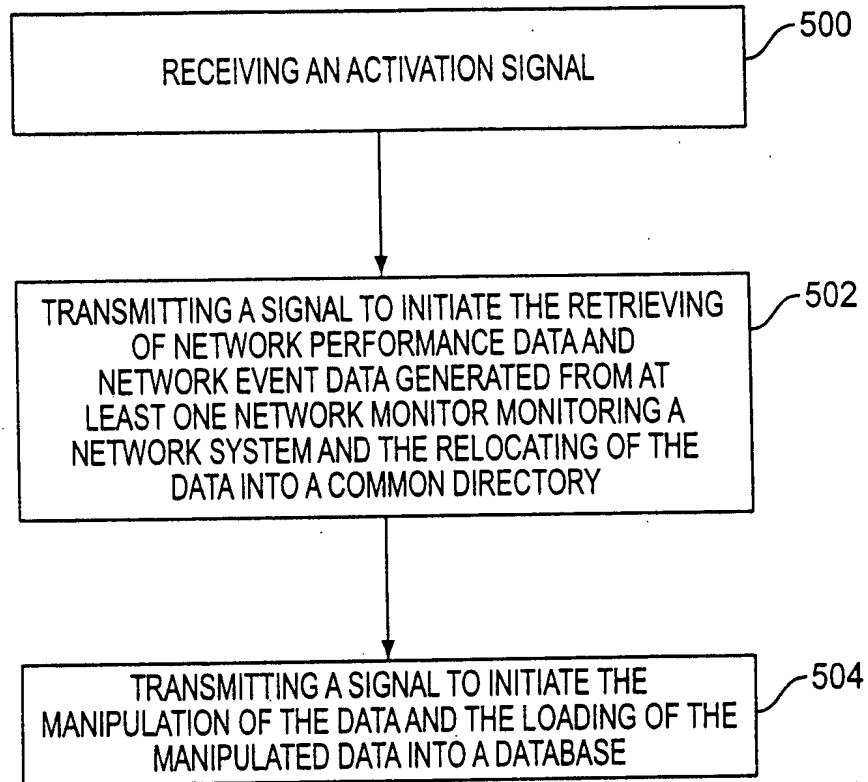 500
RECEIVING AN ACTIVATION SIGNAL
502
TRANSMITTING A SIGNAL TO INITIATE THE RETRIEVING
OF NETWORK PERFORMANCE DATA AND
NETWORK EVENT DATA GENERATED FROM AT
LEAST ONE NETWORK MONITOR MONITORING A
NETWORK SYSTEM AND THE RELOCATING OF THE
DATA INTO A COMMON DIRECTORY
504
TRANSMITTING A SIGNAL TO INITIATE THE
MANIPULATION OF THE DATA AND THE LOADING OF THE
MANIPULATED DATA INTO A DATABASE